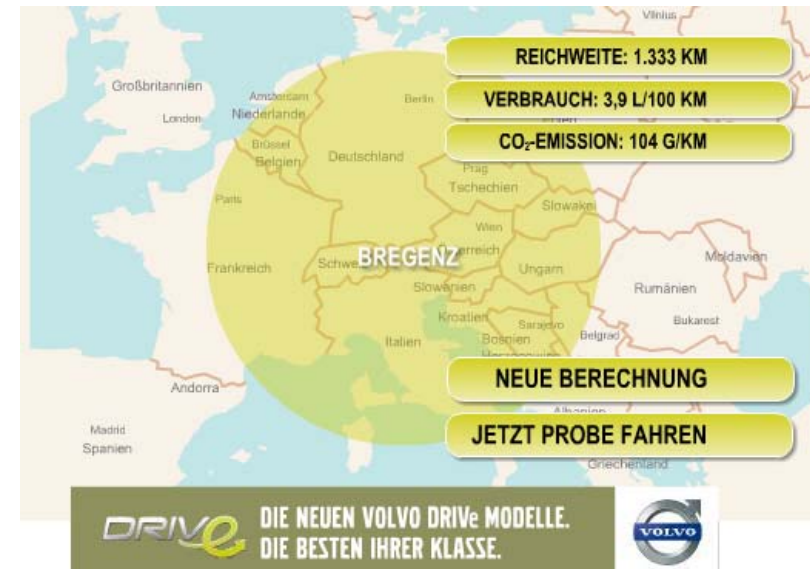 Vilnius
REICHWEITE: 1.333 KM
Großbritannien
Amsterdam
Berlin
VERBRAUCH: 3,9 L/100 KM
London
Niederlande
CO₂-EMISSION: 104 G/KM
Brüssel
Belgien
Deutschland
Prag
Tschechien
Paris
Slowakei
Wien
BREGENZ
Österreich
Moldavien
Frankreich
Schweiz
Ungarn
Slowenien
Rumänien
Kroatien
Sarajevo
Bukarest
Italien
Bosnien
Belgrad
Herzegowina
NEUE BERECHNUNG
Andorra
Albanien
Madrid
JETZT PROBE FAHREN
Spanien
Griechenland
DRIVe
DIE NEUEN VOLVO DRIVe MODELLE.
DIE BESTEN IHRER KLASSE.
VOLVO